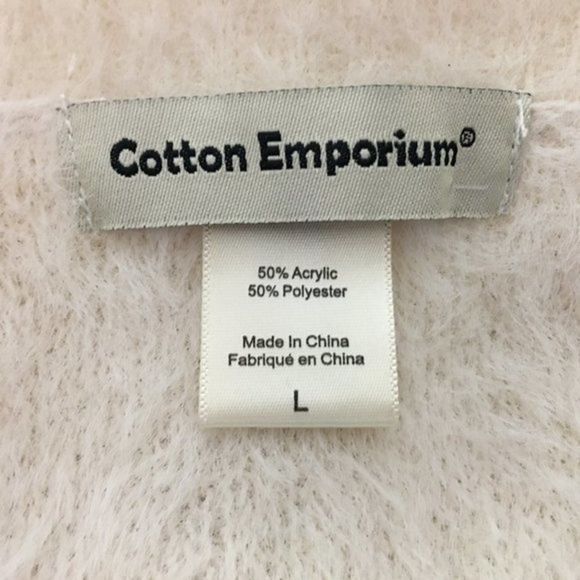 Cotton Emporium®
50% Acrylic
50% Polyester
Made In China
Fabriqué en China
L